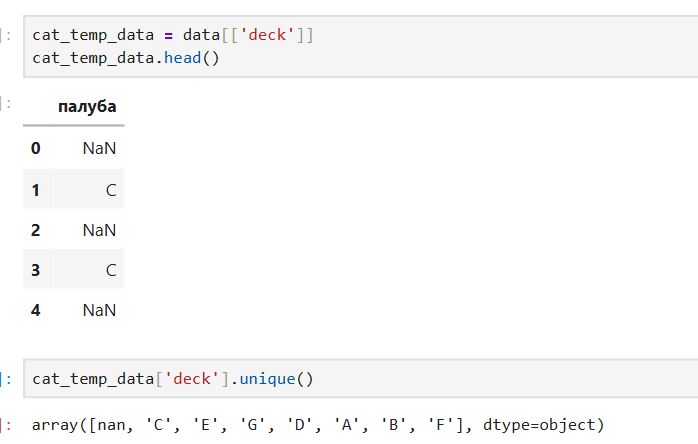 ]:
cat_temp_data = data[['deck']]
cat_temp_data.head()
]:
палуба
0 NaN
1 C
2 NaN
3 C
4 NaN
]:
cat_temp_data['deck'].unique()
]:
array([nan, 'C', 'E', 'G', 'D', 'A', 'B', 'F'], dtype=object)